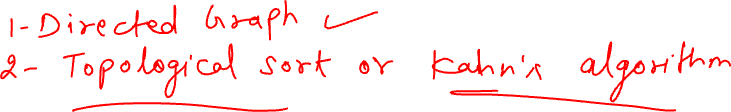 1-Directed Graph ✓
2- Topological sort or Kahn's algorithm